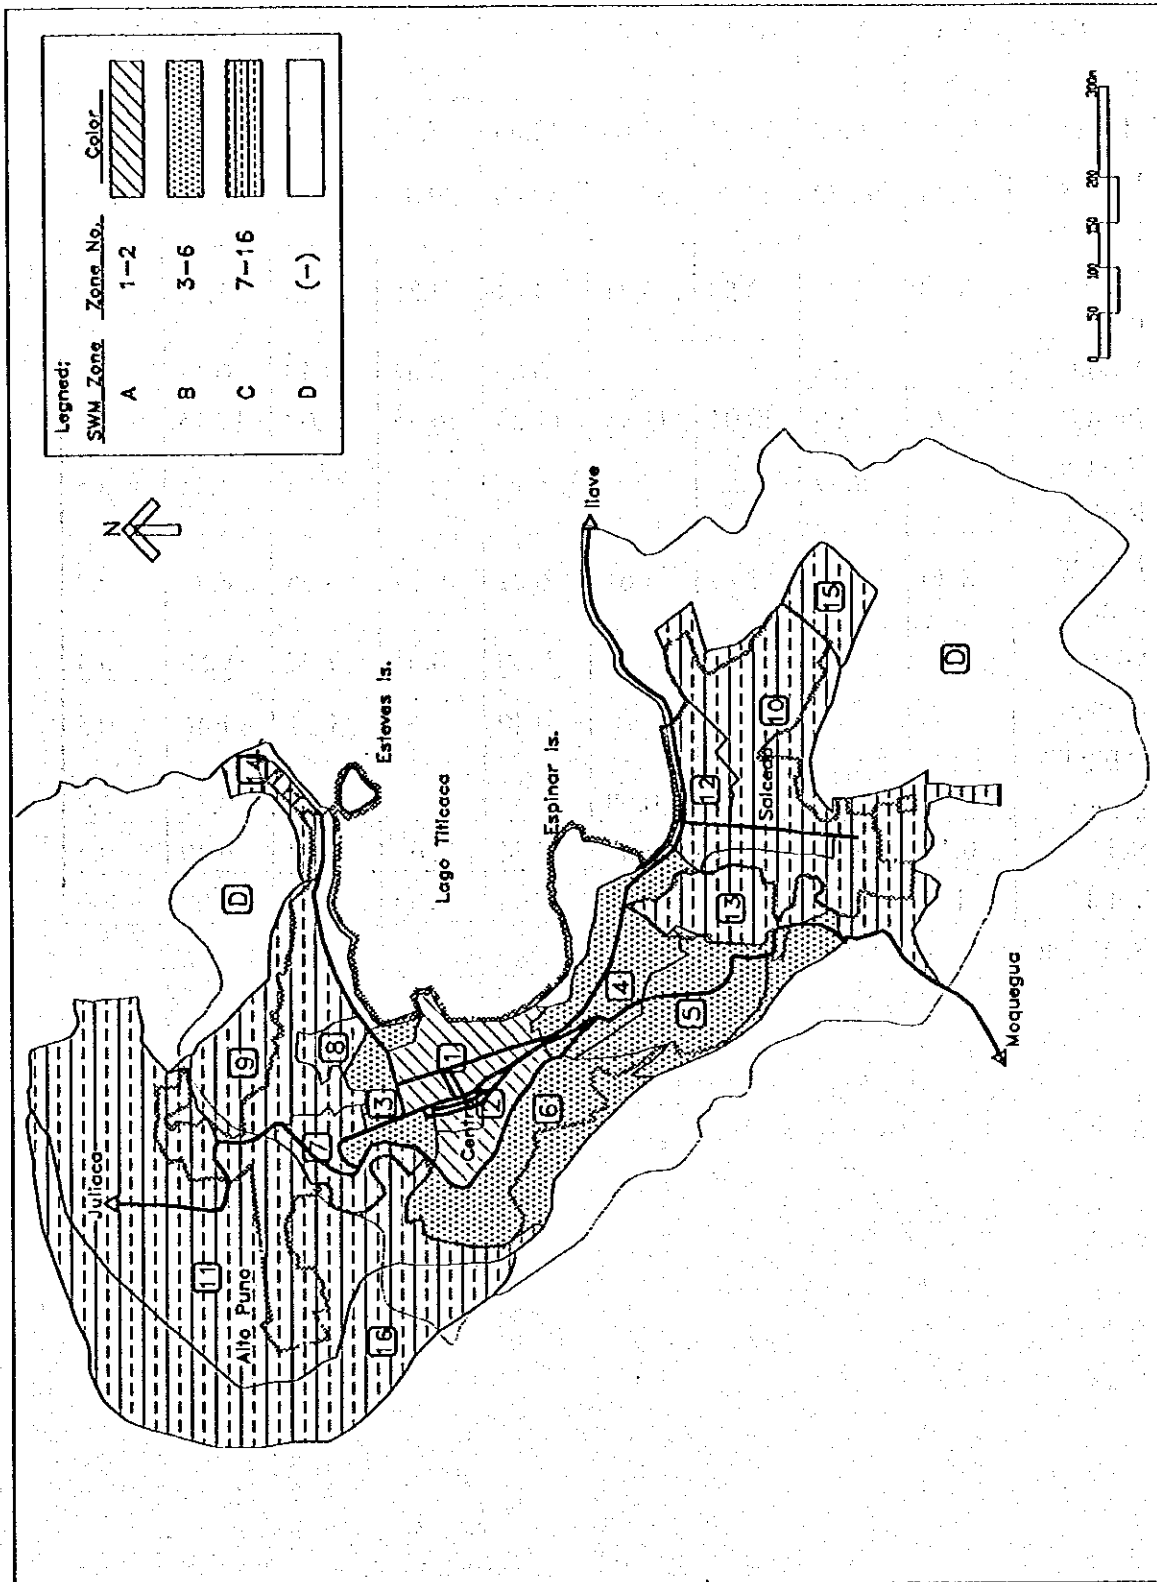 Legned;
SWM Zone Zone No. Color
A 1-2
B 3-6
C 7-16
D (-)
N
Juliaca
11
Alto Puno
16
9
7
8
3
D
14
Estevas Is.
Lago Titicaca
Espinar Is.
1
2
Centro
6
4
5
Ilave
12
13
Salcedo
10
15
D
Moquegua
0 50 100 150 200 300m